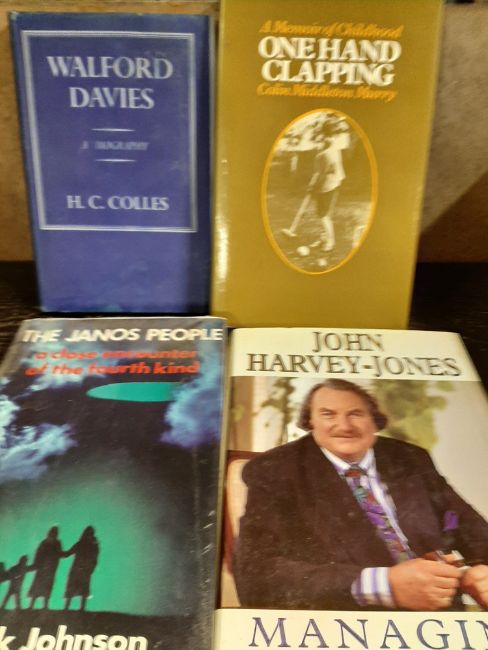 WALFORD
DAVIES
A BIOGRAPHY
H. C. COLLES
A Memoir of Childhood
ONE HAND
CLAPPING
Colin Middleton Murry
THE JANOS PEOPLE
a close encounter
of the fourth kind
k Johnson
JOHN
HARVEY-JONES
MANAGIN